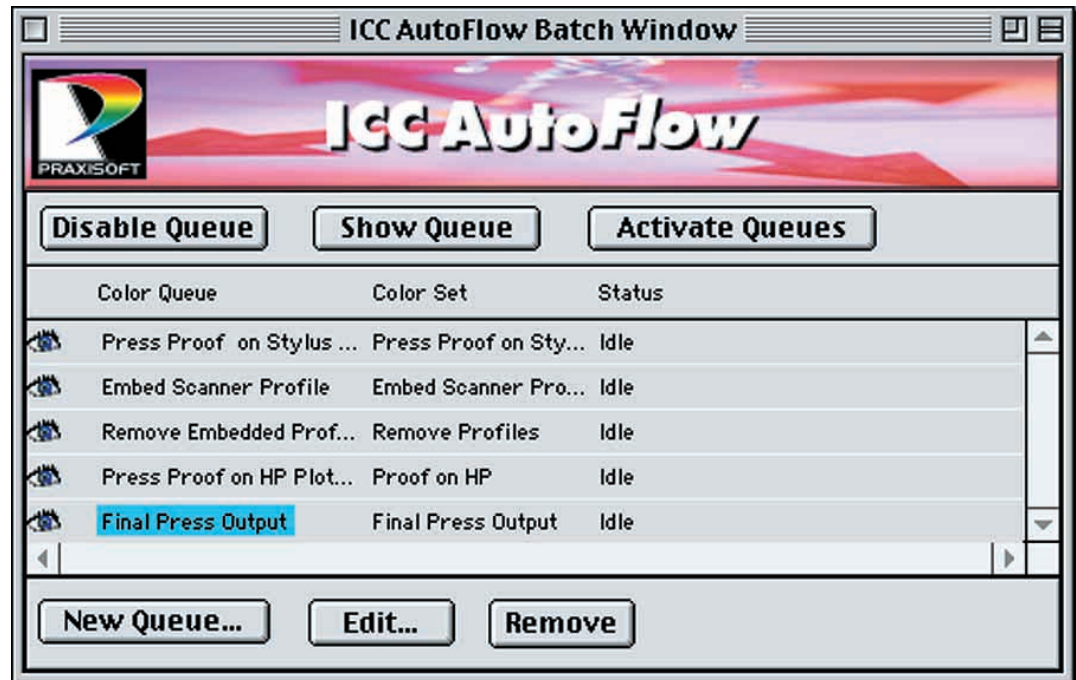 ICC AutoFlow Batch Window
PRAXISOFT
ICC AutoFlow
Disable Queue Show Queue Activate Queues
Color Queue Color Set Status
Press Proof on Stylus ... Press Proof on Sty... Idle
Embed Scanner Profile Embed Scanner Pro... Idle
Remove Embedded Prof... Remove Profiles Idle
Press Proof on HP Plot... Proof on HP Idle
Final Press Output Final Press Output Idle
New Queue... Edit... Remove